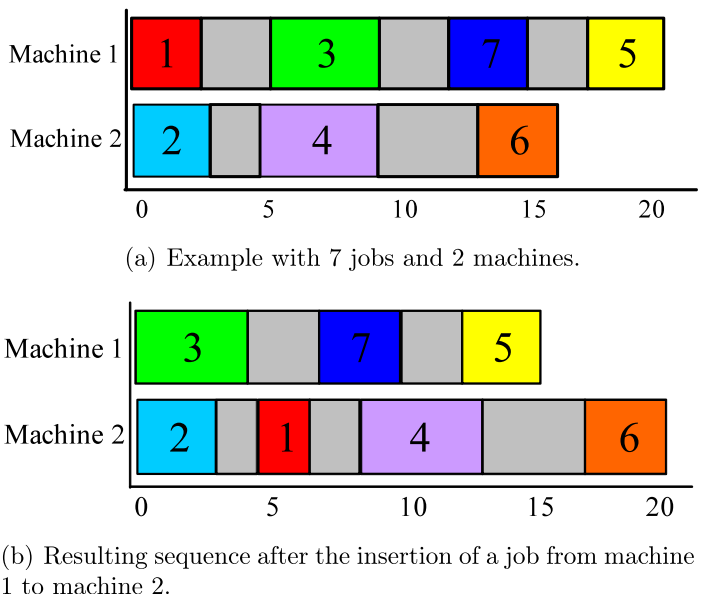 Machine 1 1 3 7 5
Machine 2 2 4 6
0 5 10 15 20
(a) Example with 7 jobs and 2 machines.
Machine 1 3 7 5
Machine 2 2 1 4 6
0 5 10 15 20
(b) Resulting sequence after the insertion of a job from machine
1 to machine 2.